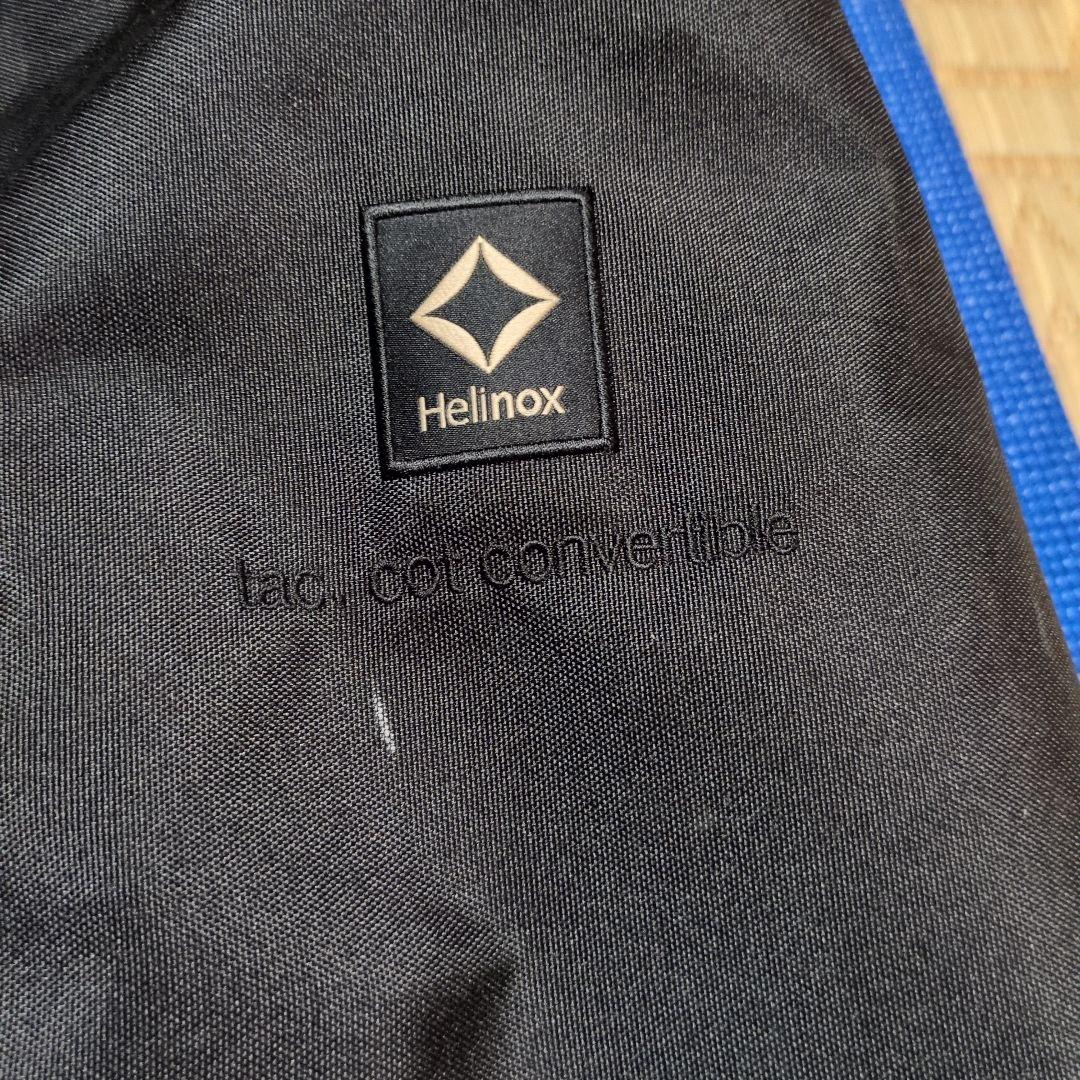 Helinox
tac. cot convertible